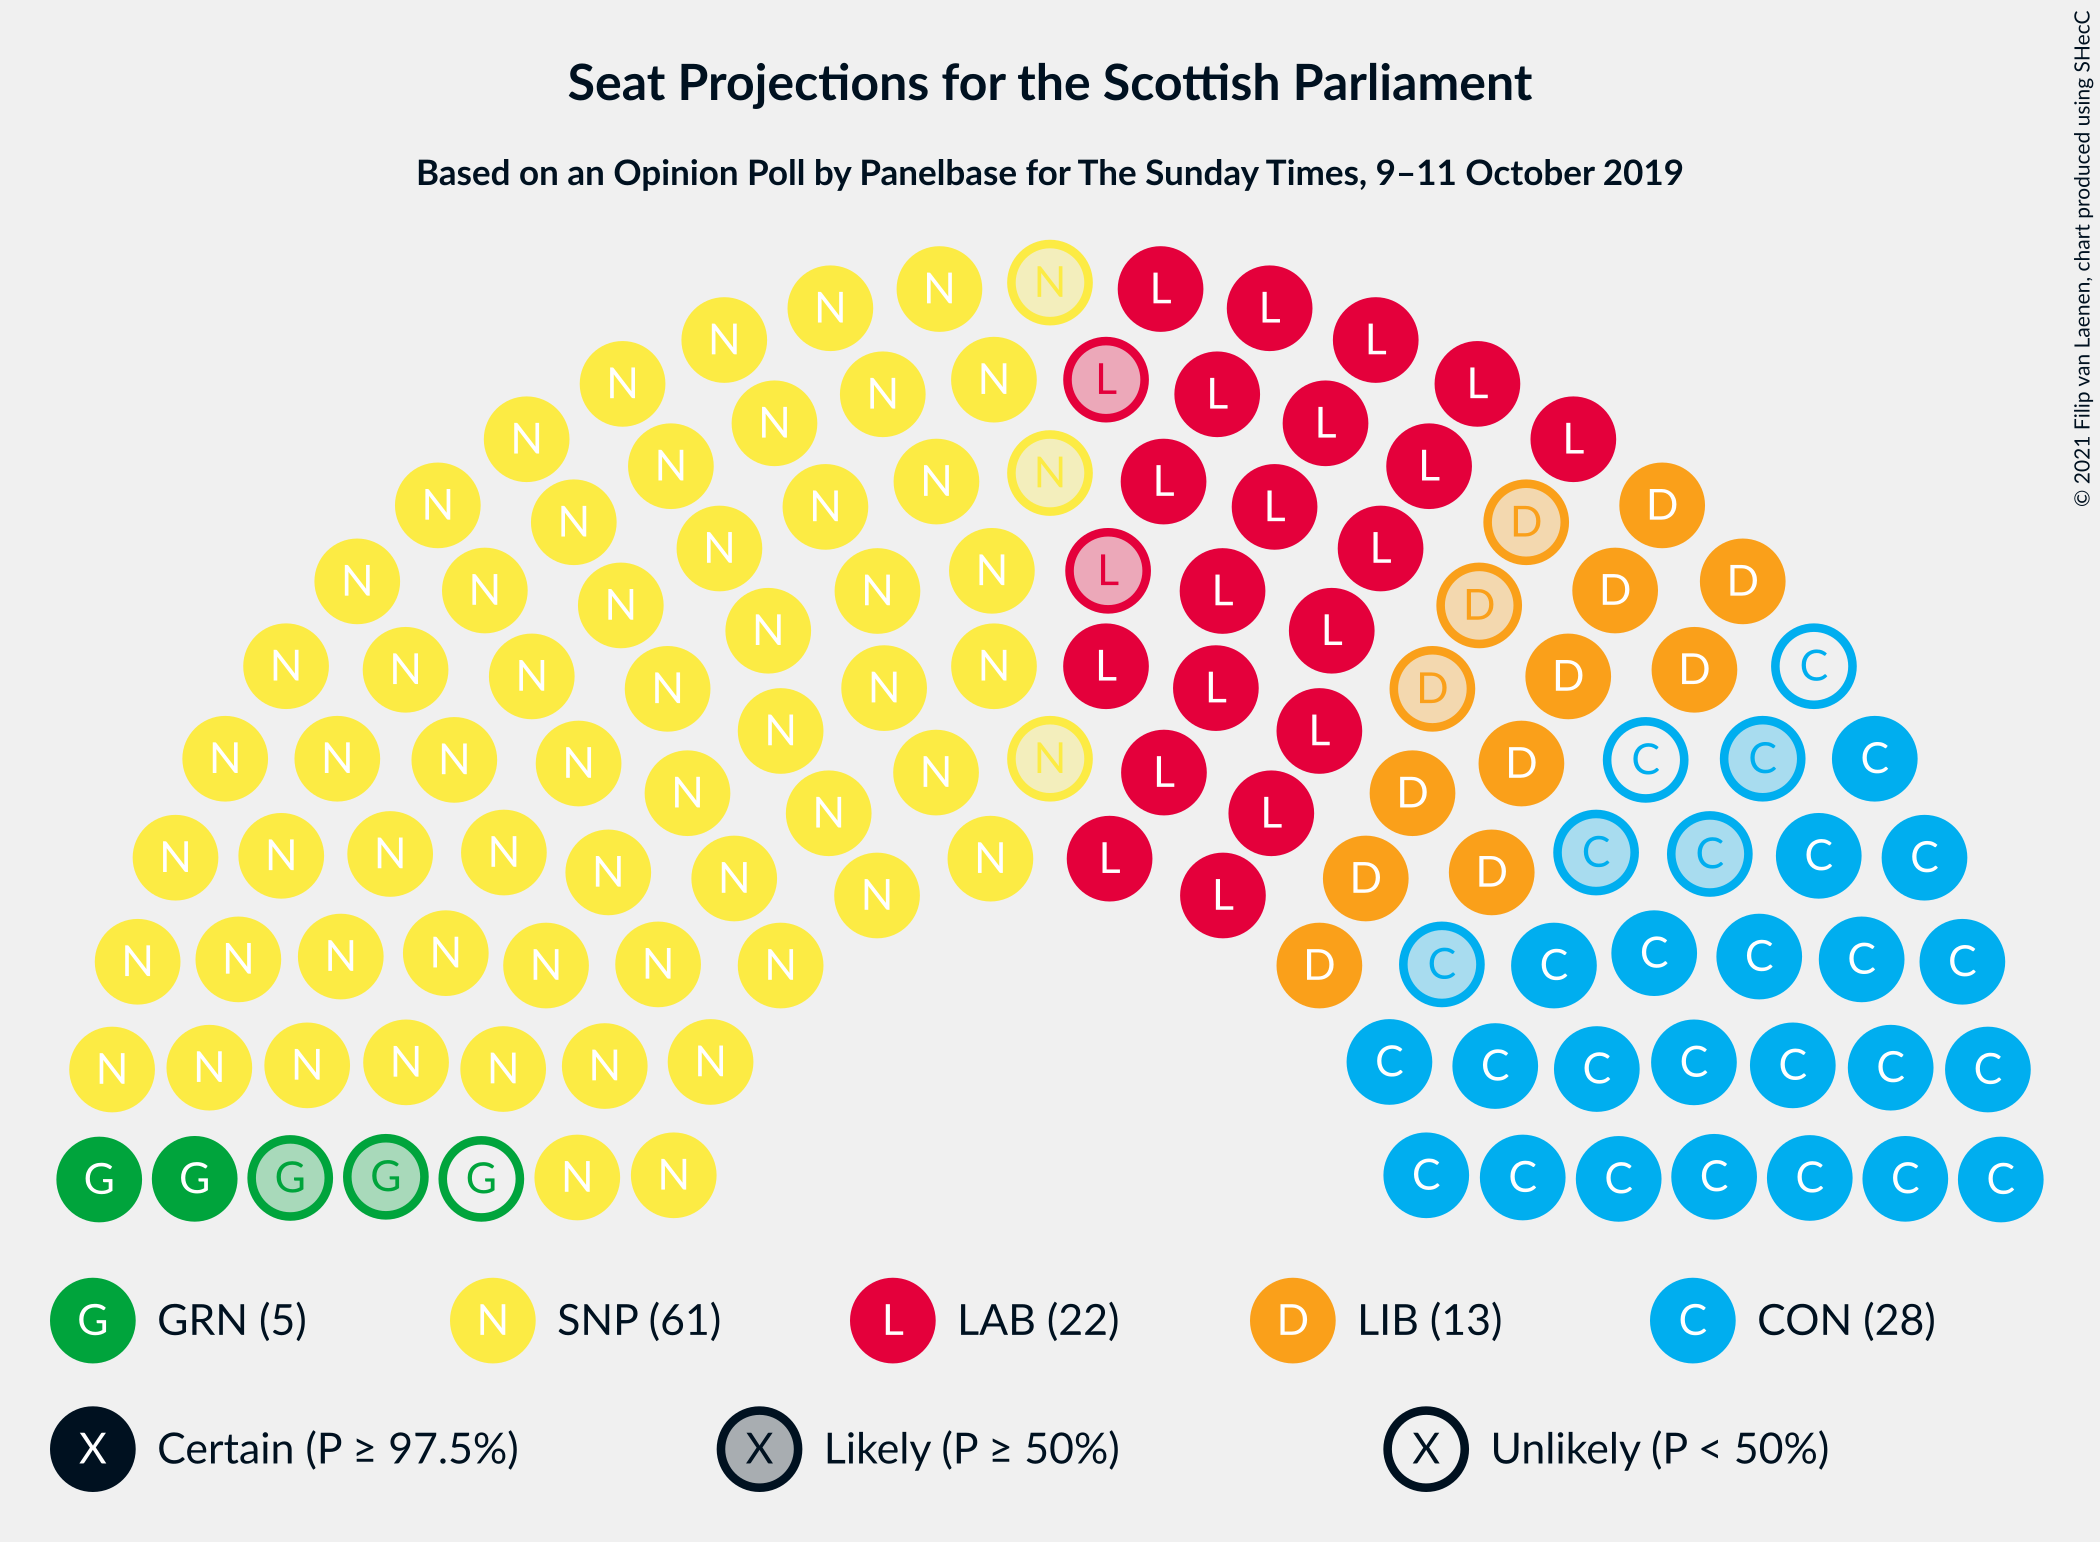 Seat Projections for the Scottish Parliament
Based on an Opinion Poll by Panelbase for The Sunday Times, 9–11 October 2019
© 2021 Filip van Laenen, chart produced using SHecC
N N N L L
N L
N N L L
N L
N N L L
N N N L L
N N N L D D
N L
N N N N N L L D D D
N L
N N N N N N L L D D D C
N L
N N N N N N N L D D C C C
N L
N N N N N N N N L L D D C C C C
N N N N N N N D C C C C C C
N N N N N N N C C C C C C C
G G G G G N N C C C C C C C
G GRN (5) N SNP (61) L LAB (22) D LIB (13) C CON (28)
X Certain (P ≥ 97.5%) X Likely (P ≥ 50%) X Unlikely (P < 50%)